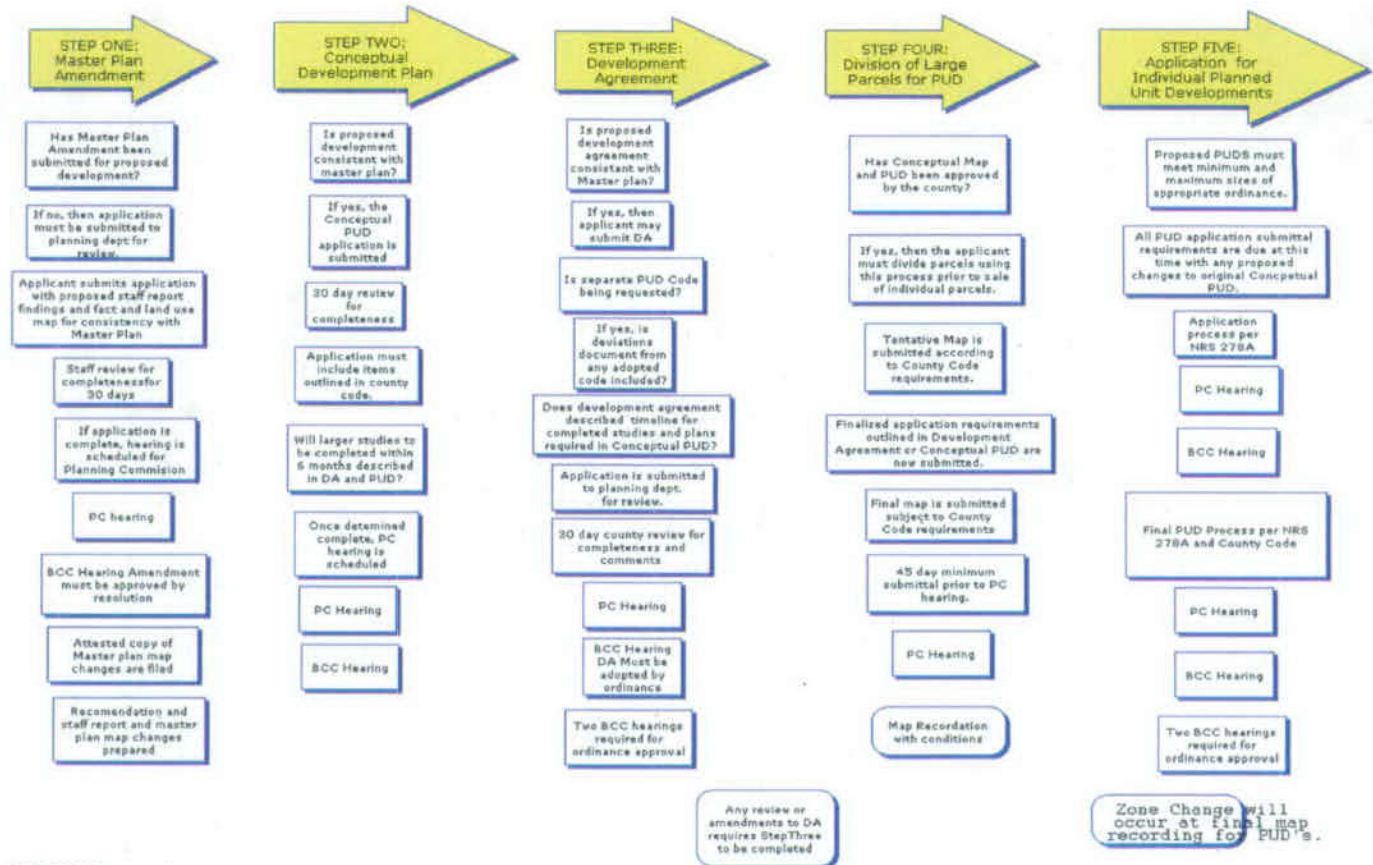 STEP ONE:
Master Plan
Amendment
Has Master Plan
Amendment been
submitted for proposed
development?
If no, then application
must be submitted to
planning dept for
review.
Applicant submits application
with proposed staff report
findings and fact and land use
map for consistency with
Master Plan
Staff review for
completenessfor
30 days
If application is
complete, hearing is
scheduled for
Planning Commision
PC hearing
BCC Hearing Amendment
must be approved by
resolution
Attested copy of
Master plan map
changes are filed
Recomendation and
staff report and master
plan map changes
prepared
STEP TWO:
Conceptual
Development Plan
Is proposed
development
consistent with
master plan?
If yes, the
Conceptual
PUD
application is
submitted
30 day review
for
completeness
Application must
include items
outlined in county
code.
Will larger studies to
be completed within
6 months described
in DA and PUD?
Once detemined
complete, PC
hearing is
scheduled
PC Hearing
BCC Hearing
STEP THREE:
Development
Agreement
Is proposed
development
agreement
consistant with
Master plan?
If yes, then
applicant may
submit DA
Is separate PUD Code
being requested?
If yes, is
deviations
document from
any adopted
code included?
Does development agreement
described timeline for
completed studies and plans
required in Conceptual PUD?
Application is submitted
to planning dept.
for review.
30 day county review for
completeness and
comments
PC Hearing
BCC Hearing
DA Must be
adopted by
ordinance
Two BCC hearings
required for
ordinance approval
Any review or
amendments to DA
requires StepThree
to be completed
STEP FOUR:
Division of Large
Parcels for PUD
Has Conceptual Map
and PUD been approved
by the county?
If yes, then the applicant
must divide parcels using
this process prior to sale
of individual parcels.
Tentative Map is
submitted according
to County Code
requirements.
Finalized application requirements
outlined in Development
Agreement or Conceptual PUD are
now submitted.
Final map is submitted
subject to County
Code requirements
45 day minimum
submittal prior to PC
hearing.
PC Hearing
Map Recordation
with conditions
STEP FIVE:
Application for
Individual Planned
Unit Developments
Proposed PUDS must
meet minimum and
maximum sizes of
appropriate ordinance.
All PUD application submittal
requirements are due at this
time with any proposed
changes to original Concpetual
PUD.
Application
process per
NRS 278A
PC Hearing
BCC Hearing
Final PUD Process per NRS
278A and County Code
PC Hearing
BCC Hearing
Two BCC hearings
required for
ordinance approval
Zone Change will
occur at final map
recording for PUD's.